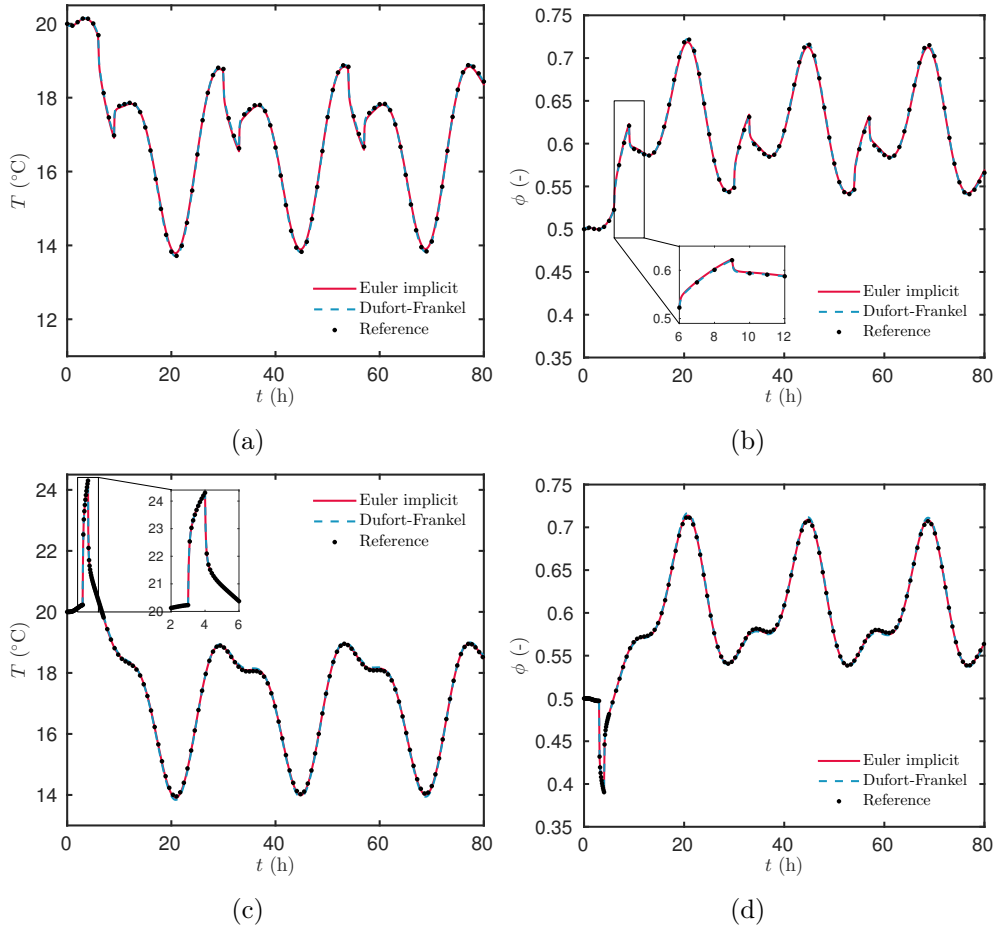 20
18
16
14
12
T (°C)
0 20 40 60 80
t (h)
Euler implicit
Dufort-Frankel
Reference
(a)
0.75
0.7
0.65
0.6
0.55
0.5
0.45
0.4
0.35
ϕ (-)
0 20 40 60 80
t (h)
0.6
0.5
6 8 10 12
Euler implicit
Dufort-Frankel
Reference
(b)
24
22
20
18
16
14
T (°C)
0 20 40 60 80
t (h)
24
23
22
21
20
2 4 6
Euler implicit
Dufort-Frankel
Reference
(c)
0.75
0.7
0.65
0.6
0.55
0.5
0.45
0.4
0.35
ϕ (-)
0 20 40 60 80
t (h)
Euler implicit
Dufort-Frankel
Reference
(d)